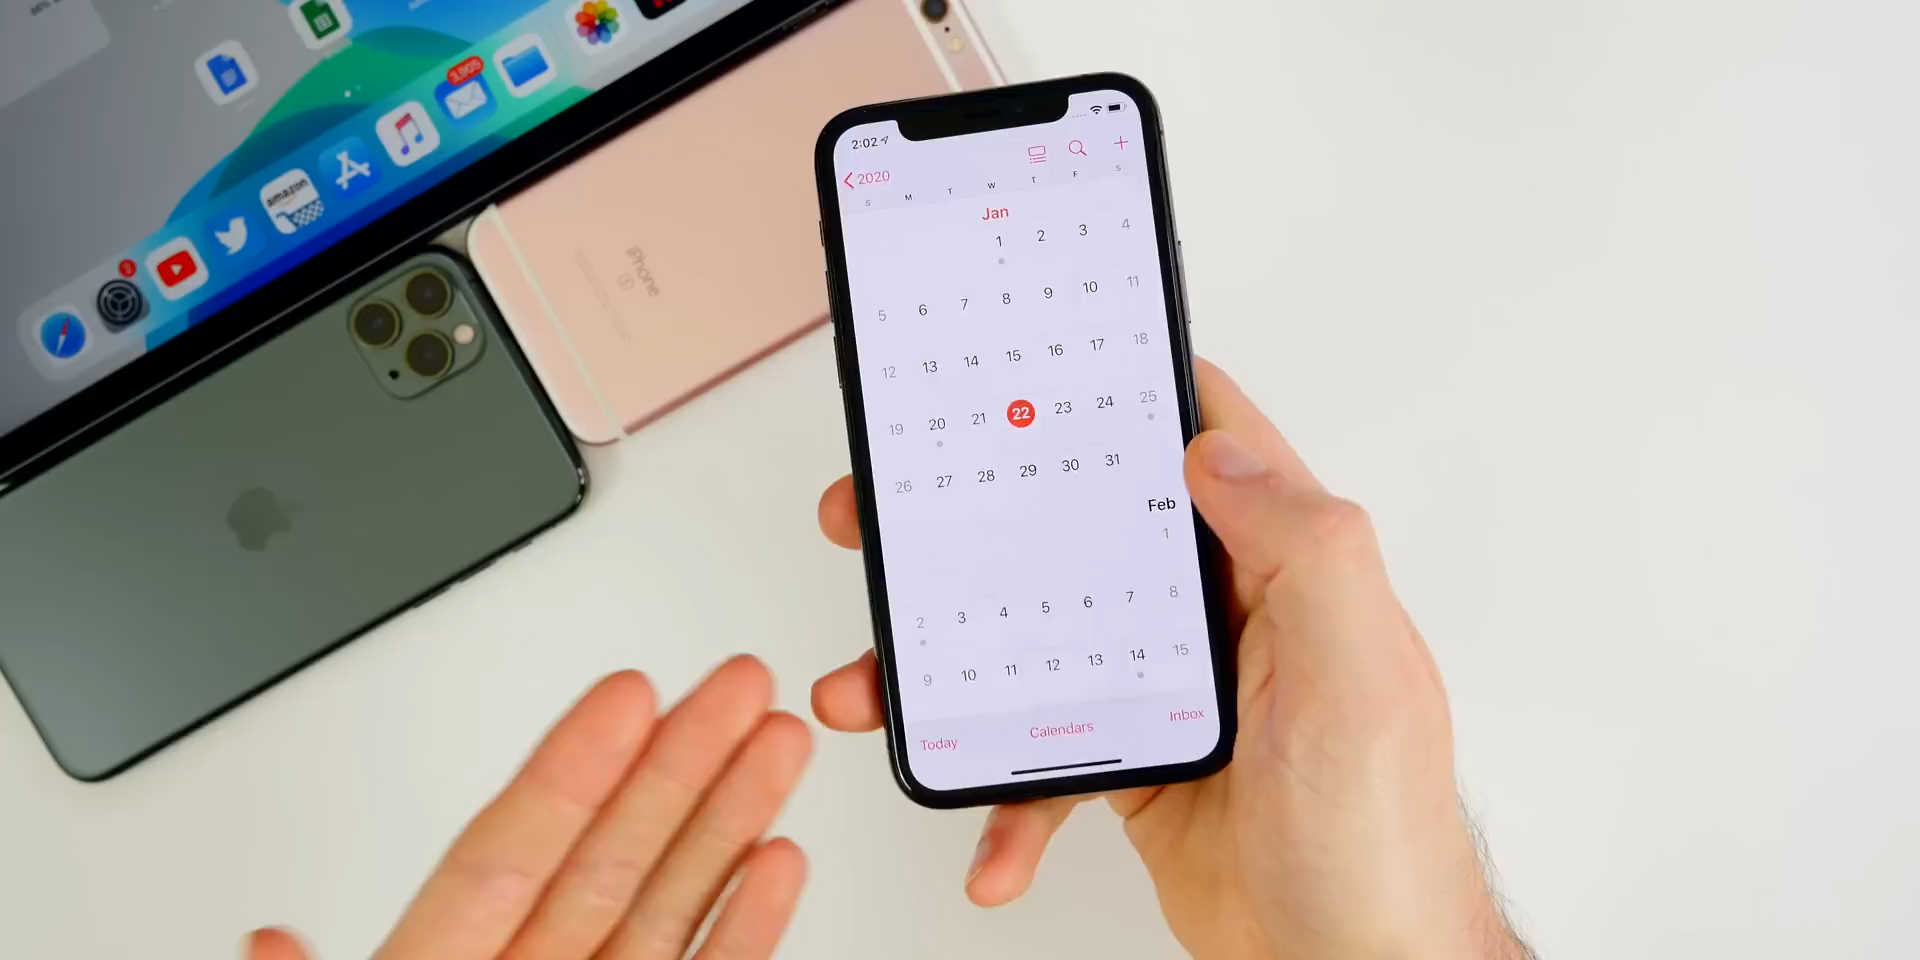 3,905
amazon
iPhone
2:02
2020
S M T W T F S
Jan
1 2 3 4
5 6 7 8 9 10 11
12 13 14 15 16 17 18
19 20 21 22 23 24 25
26 27 28 29 30 31
Feb
1
2 3 4 5 6 7 8
9 10 11 12 13 14 15
Today Calendars Inbox